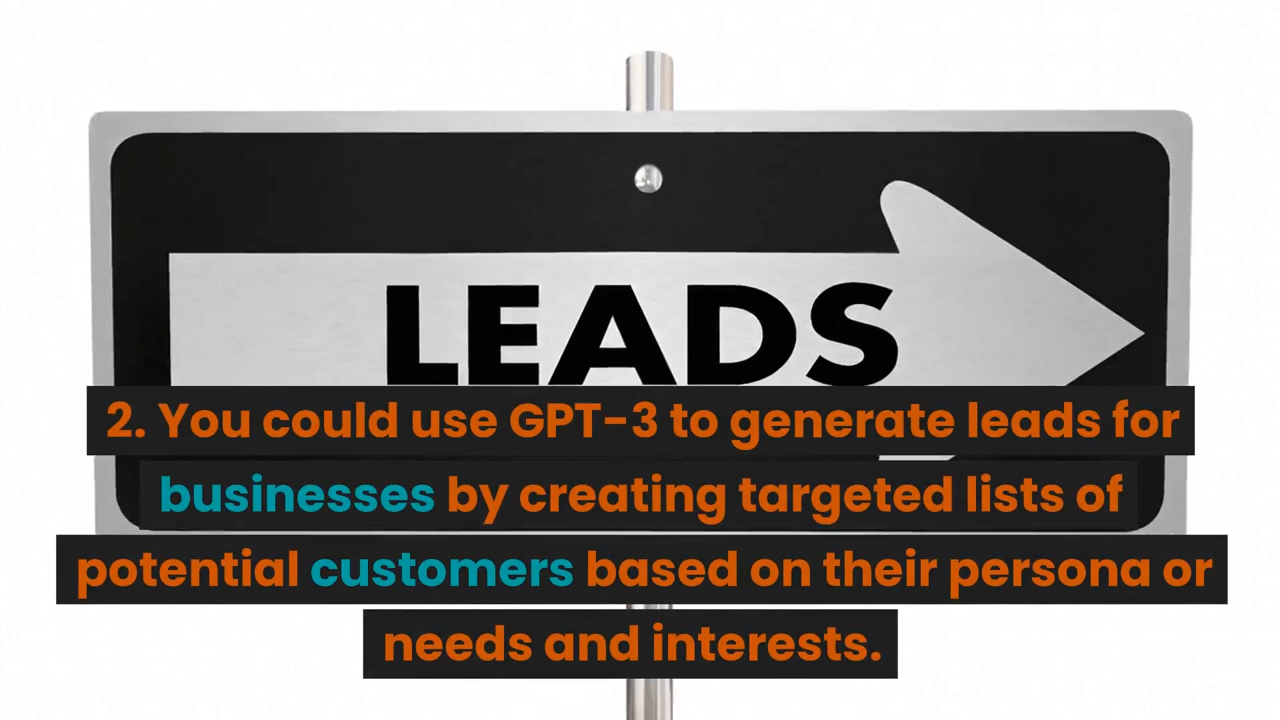 LEADS
2. You could use GPT-3 to generate leads for
businesses by creating targeted lists of
potential customers based on their persona or
needs and interests.